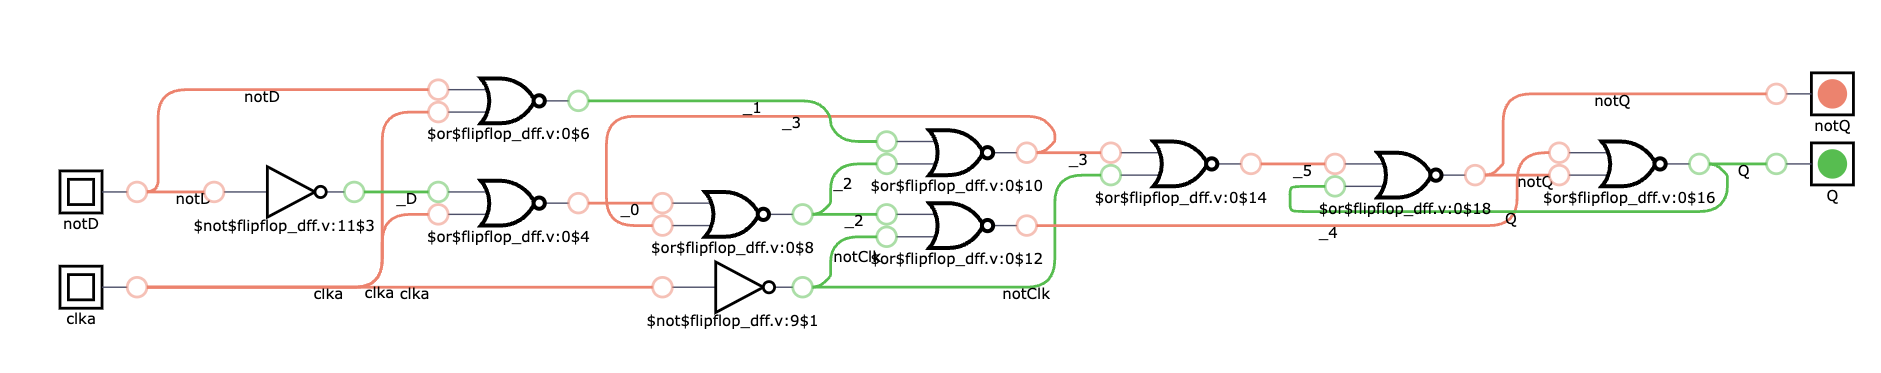 notD
_1
_3
notQ
notQ
$or$flipflop_dff.v:0$6
_3
_5
Q
notD
_D
_2
$or$flipflop_dff.v:0$10
notQ
notD
$or$flipflop_dff.v:0$14
$or$flipflop_dff.v:0$16
Q
$not$flipflop_dff.v:11$3
_0
_2
$or$flipflop_dff.v:0$18
Q
$or$flipflop_dff.v:0$4
_4
$or$flipflop_dff.v:0$8
notClk
$or$flipflop_dff.v:0$12
clka
clka
clka
clka
notClk
$not$flipflop_dff.v:9$1